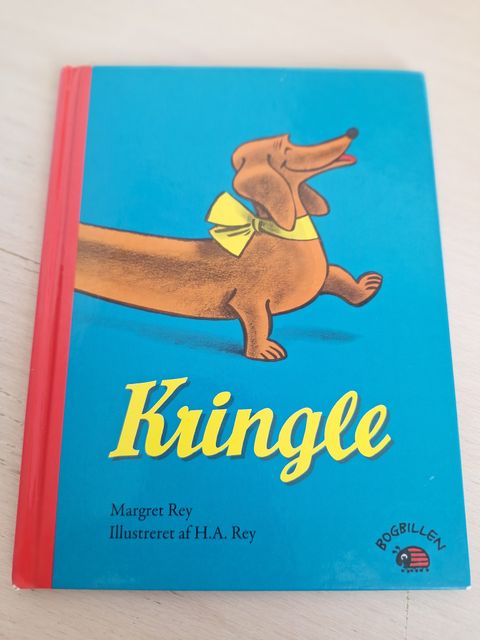 Kringle
Margret Rey
Illustreret af H.A. Rey
BOGBILLEN